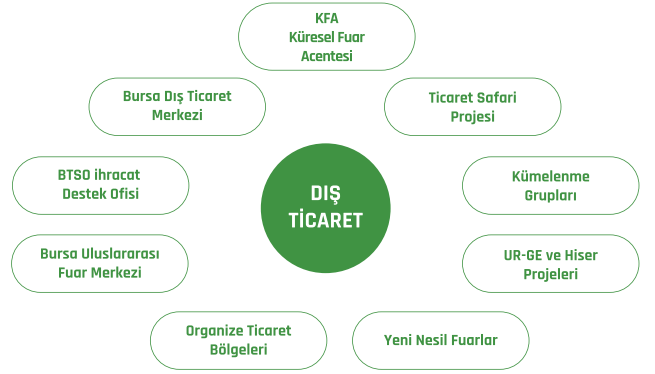 KFA
Küresel Fuar
Acentesi
Bursa Dış Ticaret
Merkezi
Ticaret Safari
Projesi
BTSO ihracat
Destek Ofisi
DIŞ
TİCARET
Kümelenme
Grupları
Bursa Uluslararası
Fuar Merkezi
UR-GE ve Hiser
Projeleri
Organize Ticaret
Bölgeleri
Yeni Nesil Fuarlar